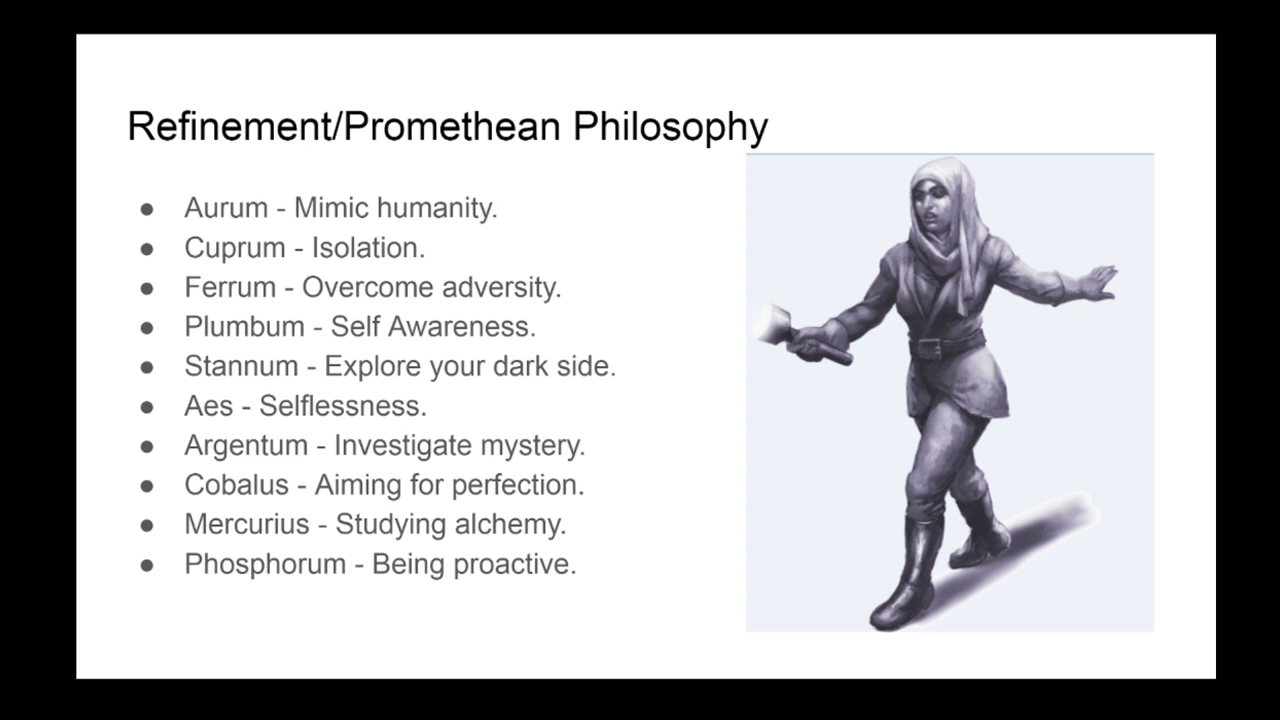 Refinement/Promethean Philosophy
● Aurum - Mimic humanity.
● Cuprum - Isolation.
● Ferrum - Overcome adversity.
● Plumbum - Self Awareness.
● Stannum - Explore your dark side.
● Aes - Selflessness.
● Argentum - Investigate mystery.
● Cobalus - Aiming for perfection.
● Mercurius - Studying alchemy.
● Phosphorum - Being proactive.